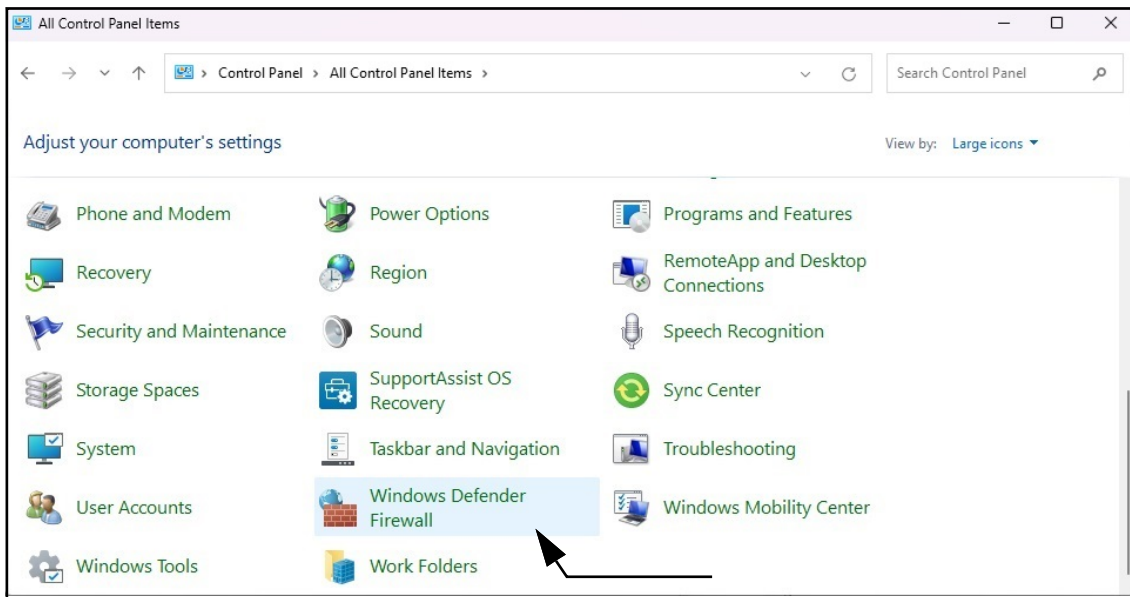 All Control Panel Items
Control Panel > All Control Panel Items >
Search Control Panel
Adjust your computer's settings
View by: Large icons
Phone and Modem
Power Options
Programs and Features
Recovery
Region
RemoteApp and Desktop
Connections
Security and Maintenance
Sound
Speech Recognition
Storage Spaces
SupportAssist OS
Recovery
Sync Center
System
Taskbar and Navigation
Troubleshooting
User Accounts
Windows Defender
Firewall
Windows Mobility Center
Windows Tools
Work Folders